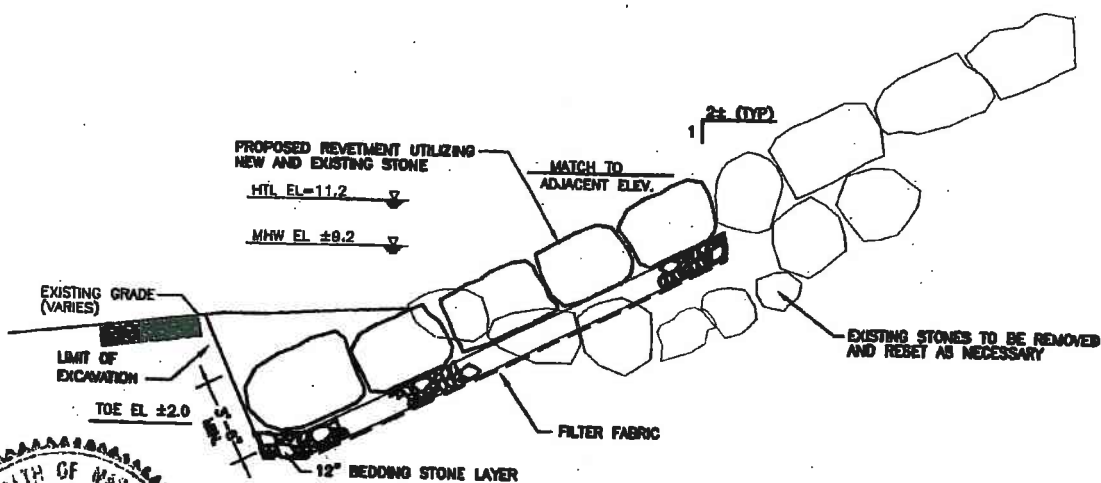 2± (TYP)
1
PROPOSED REVETMENT UTILIZING
NEW AND EXISTING STONE
MATCH TO
ADJACENT ELEV.
HTL EL=11.2
MHW EL ±9.2
EXISTING GRADE
(VARIES)
LIMIT OF
EXCAVATION
EXISTING STONES TO BE REMOVED
AND RESET AS NECESSARY
TOE EL ±2.0
MIN.
FILTER FABRIC
12" BEDDING STONE LAYER
OF